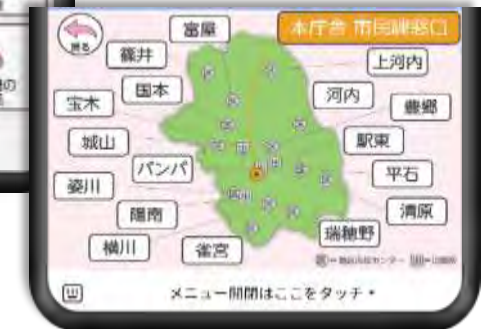 戻る
本庁舎 市民課窓口
富屋
篠井
上河内
国本
河内
宝木
豊郷
城山
駅東
バンバ
平石
姿川
陽南
清原
瑞穂野
横川
雀宮
メニュー開閉はここをタッチ